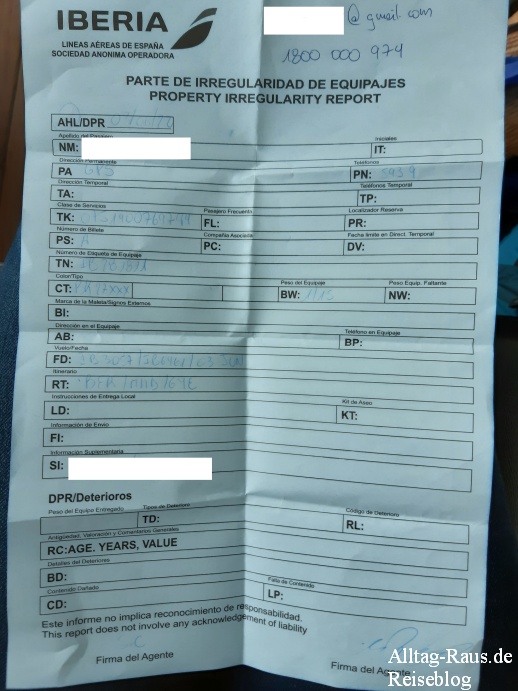 IBERIA
LINEAS AÉREAS DE ESPAÑA
SOCIEDAD ANONIMA OPERADORA
@gmail.com
1800 000 974
PARTE DE IRREGULARIDAD DE EQUIPAJES
PROPERTY IRREGULARITY REPORT
AHL/DPR
Apellido del Pasajero Iniciales
NM: IT:
Dirección Permanente Teléfonos
PA PN:
Dirección Temporal Teléfonos Temporal
TA: TP:
Clase de Servicios Pasajero Frecuente Localizador Reserva
TK: FL: PR:
Número de Billete Compañía Asociada Fecha limite en Direct. Temporal
PS: A PC: DV:
Número de Etiqueta de Equipaje
TN:
Color/Tipo Peso del Equipaje Peso Equip. Faltante
CT: BW: NW:
Marca de la Maleta/Signos Externos
BI:
Dirección en el Equipaje Teléfono en Equipaje
AB: BP:
Vuelo/Fecha
FD:
Itinerario
RT:
Instrucciones de Entrega Local Kit de Aseo
LD: KT:
Información de Envio
FI:
Información Suplementaria
SI:
DPR/Deterioros
Peso del Equipo Entregado Tipos de Deterioro Código de Deterioro
TD: RL:
Antigüedad, Valoración y Comentarios Generales
RC:AGE. YEARS, VALUE
Detalles del Deteriores
BD:
Contenido Dañado Falta de Contenido
CD: LP:
Este informe no implica reconocimiento de responsabilidad.
This report does not involve any acknowledgement of liability
Firma del Agente Firma del
Alltag-Raus.de
Reiseblog